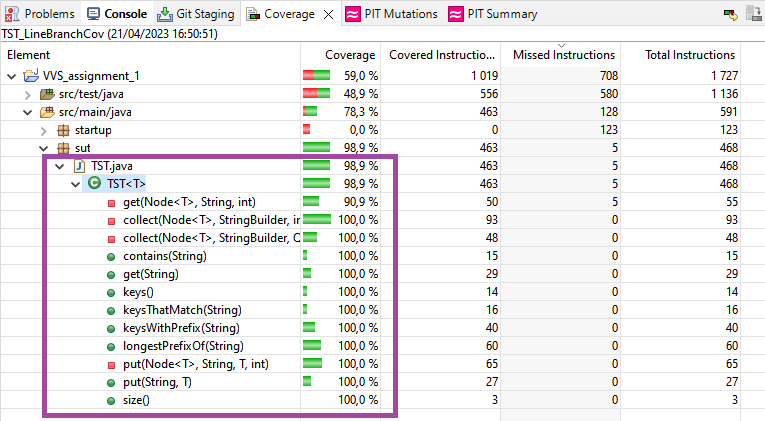 Problems Console Git Staging Coverage PIT Mutations PIT Summary
TST_LineBranchCov (21/04/2023 16:50:51)
Element Coverage Covered Instructio... Missed Instructions Total Instructions
VVS_assignment_1 59,0 % 1 019 708 1 727
src/test/java 48,9 % 556 580 1 136
src/main/java 78,3 % 463 128 591
startup 0,0 % 0 123 123
sut 98,9 % 463 5 468
TST.java 98,9 % 463 5 468
TST<T> 98,9 % 463 5 468
get(Node<T>, String, int) 90,9 % 50 5 55
collect(Node<T>, StringBuilder, in 100,0 % 93 0 93
collect(Node<T>, StringBuilder, Q 100,0 % 48 0 48
contains(String) 100,0 % 15 0 15
get(String) 100,0 % 29 0 29
keys() 100,0 % 14 0 14
keysThatMatch(String) 100,0 % 16 0 16
keysWithPrefix(String) 100,0 % 40 0 40
longestPrefixOf(String) 100,0 % 60 0 60
put(Node<T>, String, T, int) 100,0 % 65 0 65
put(String, T) 100,0 % 27 0 27
size() 100,0 % 3 0 3